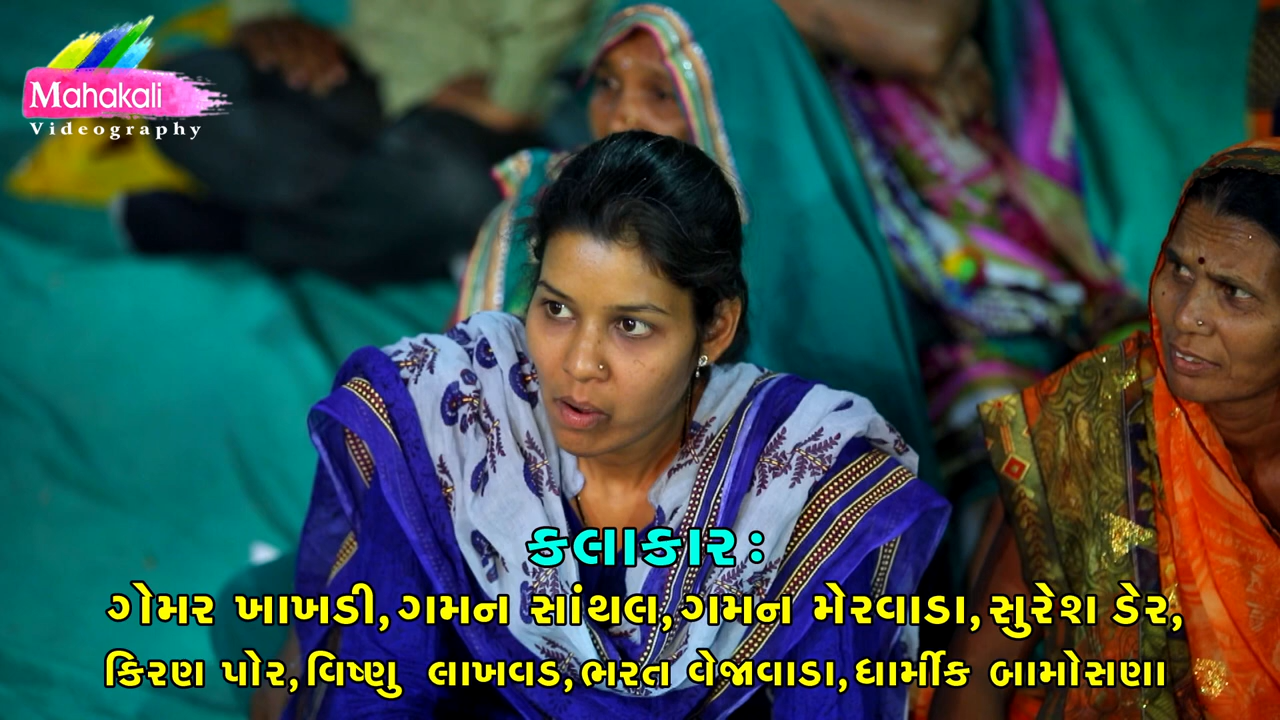 Mahakali
Videography
કલાકાર:
ગોમર ખાખડી, ગમન સાંથલ, ગમન મેરવાડા, સુરેશ ડેર,
કિરણ પોર, વિષ્ણુ લાખવડ, ભરત લેજાવાડા, ધાર્મીક બામોસણા